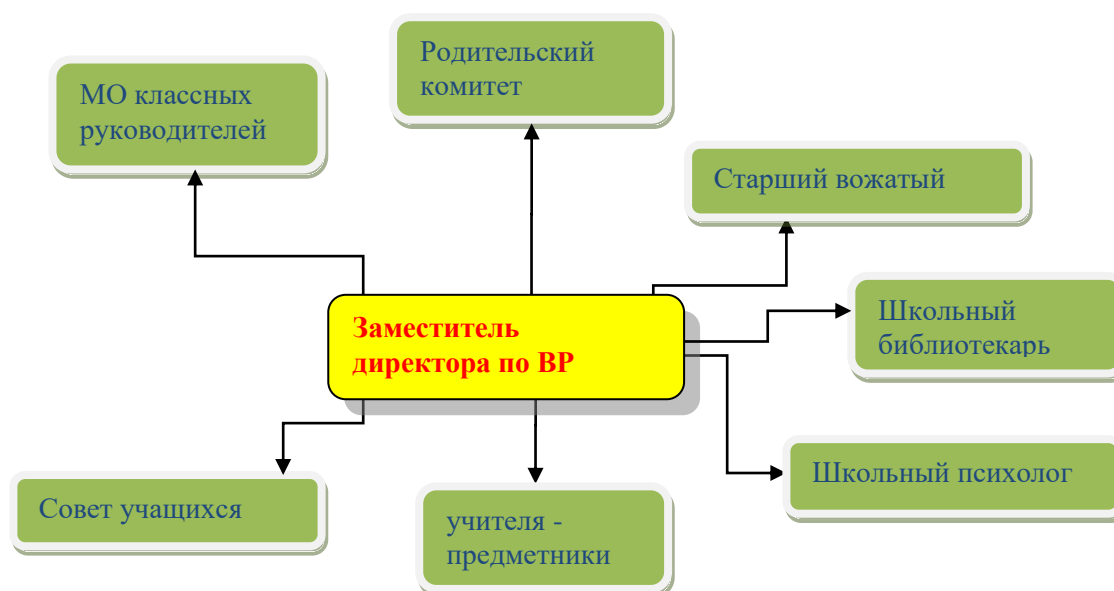 Родительский
комитет
МО классных
руководителей
Старший вожатый
Школьный
библиотекарь
Заместитель
директора по ВР
Школьный психолог
Совет учащихся
учителя -
предметники